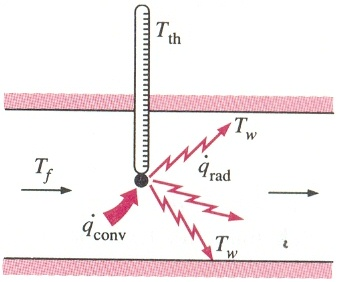 T_th
T_w
T_f
q̇_rad
q̇_conv
T_w